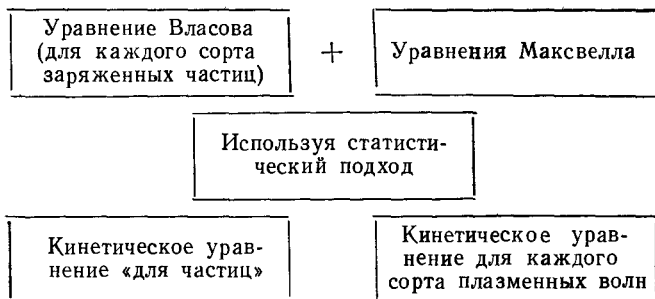 Уравнение Власова
(для каждого сорта
заряженных частиц)
+
Уравнения Максвелла
Используя статисти-
ческий подход
Кинетическое урав-
нение «для частиц»
Кинетическое урав-
нение для каждого
сорта плазменных волн